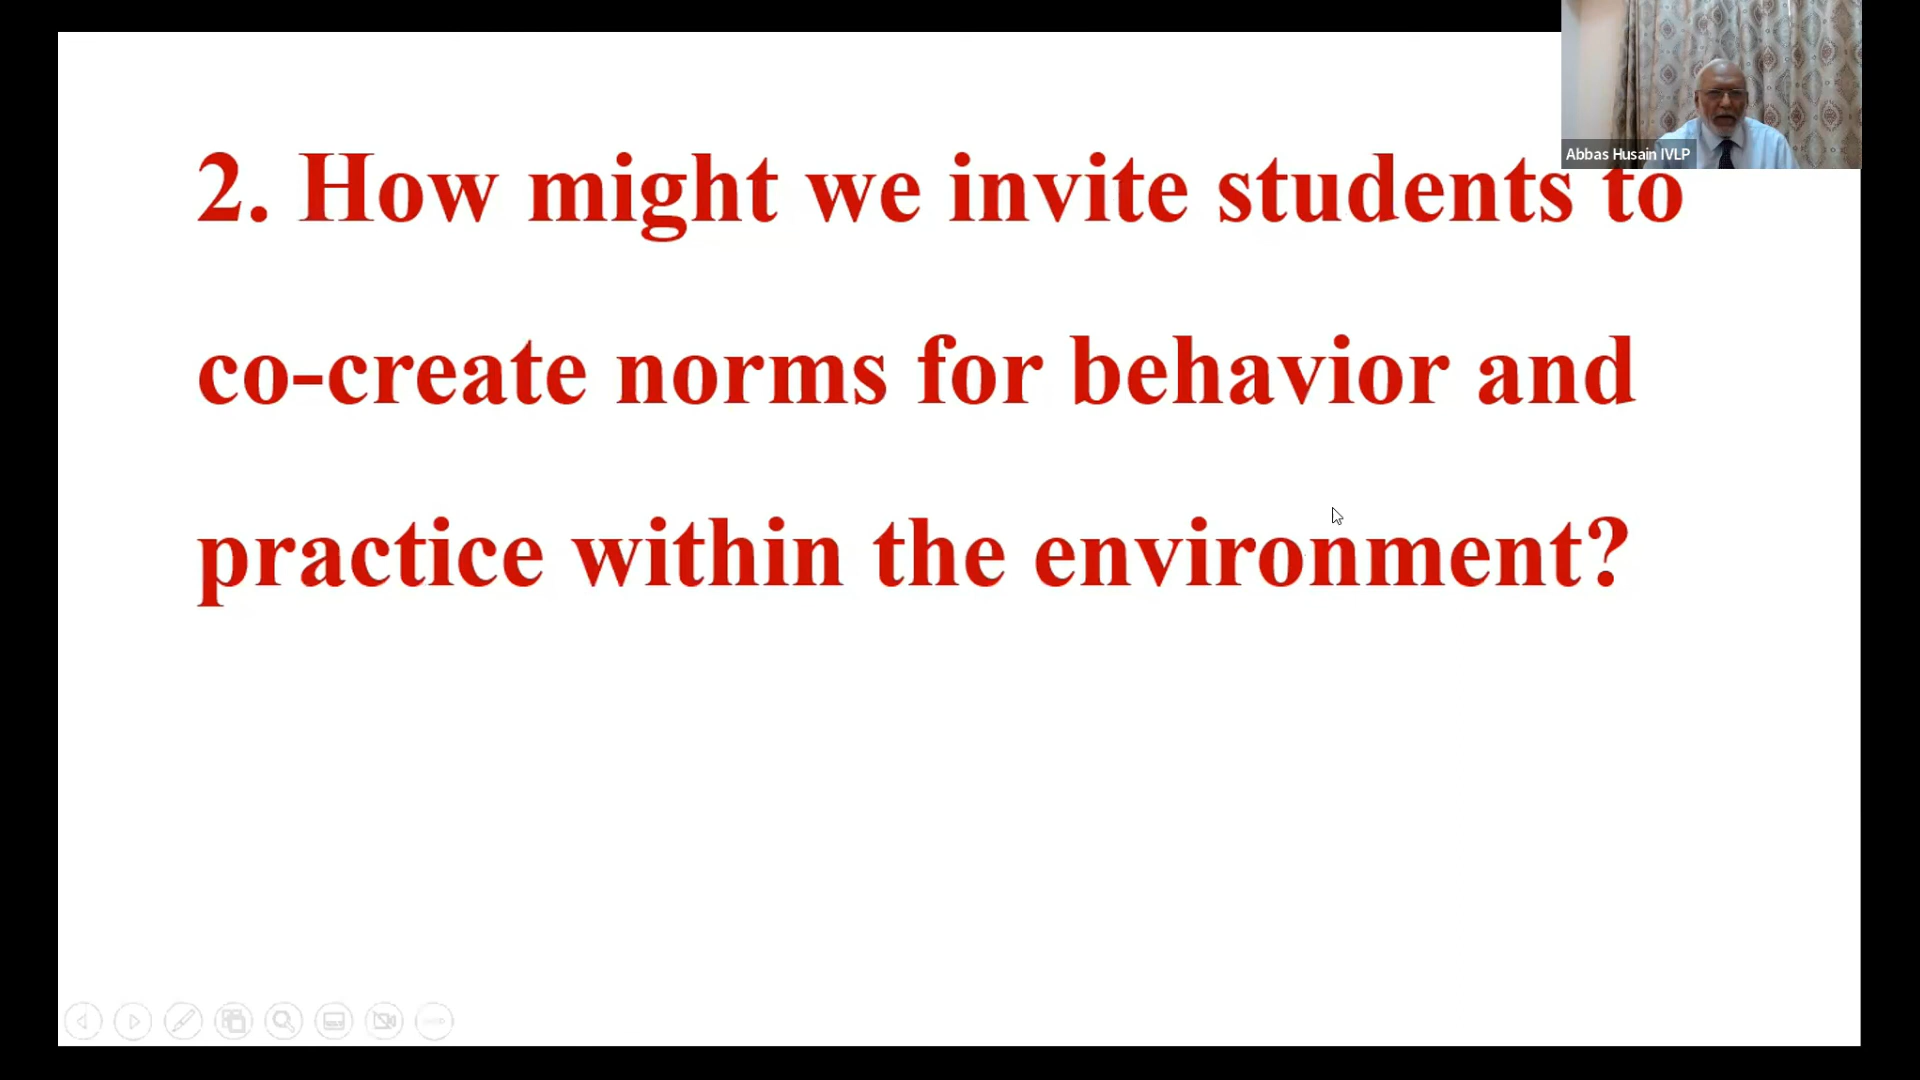 Abbas Husain IVLP
2. How might we invite students to
co-create norms for behavior and
practice within the environment?